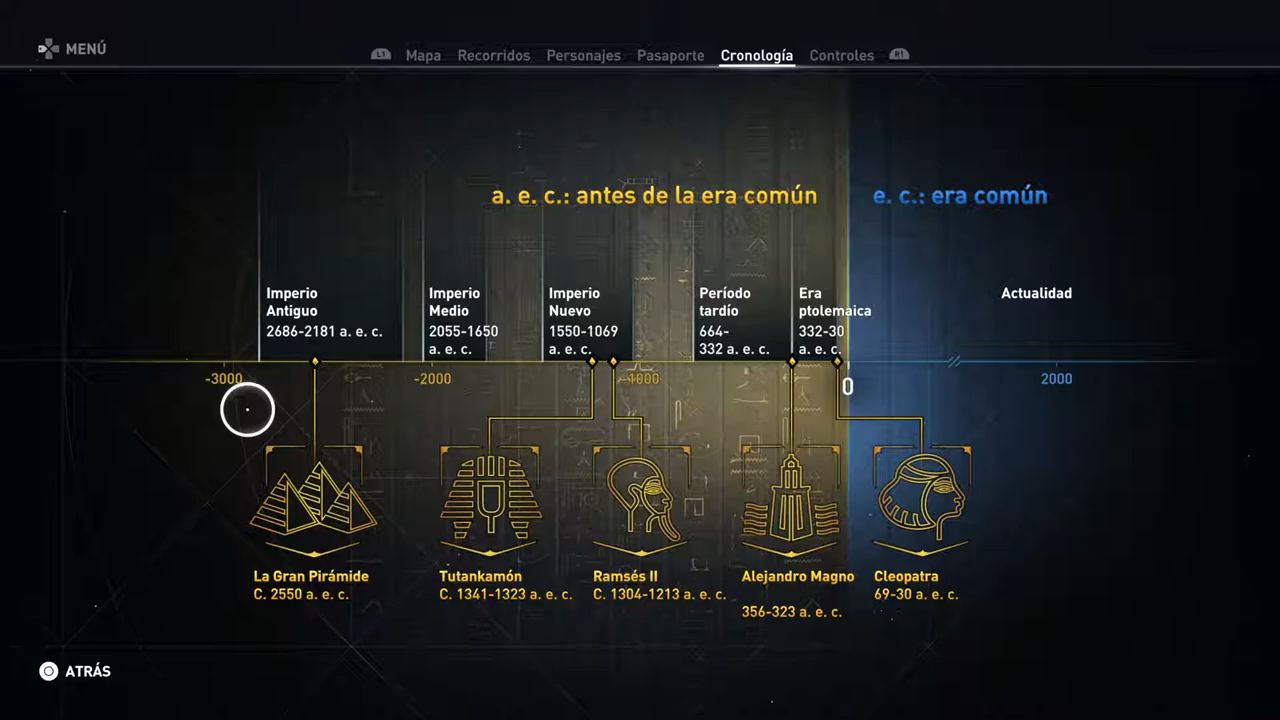 MENÚ
L1 Mapa Recorridos Personajes Pasaporte Cronología Controles R1
a. e. c.: antes de la era común
e. c.: era común
Imperio
Antiguo
2686-2181 a. e. c.
Imperio
Medio
2055-1650
a. e. c.
Imperio
Nuevo
1550-1069
a. e. c.
Período
tardío
664-
332 a. e. c.
Era
ptolemaica
332-30
a. e. c.
Actualidad
-3000
-2000
-1000
0
2000
La Gran Pirámide
C. 2550 a. e. c.
Tutankamón
C. 1341-1323 a. e. c.
Ramsés II
C. 1304-1213 a. e. c.
Alejandro Magno
356-323 a. e. c.
Cleopatra
69-30 a. e. c.
ATRÁS